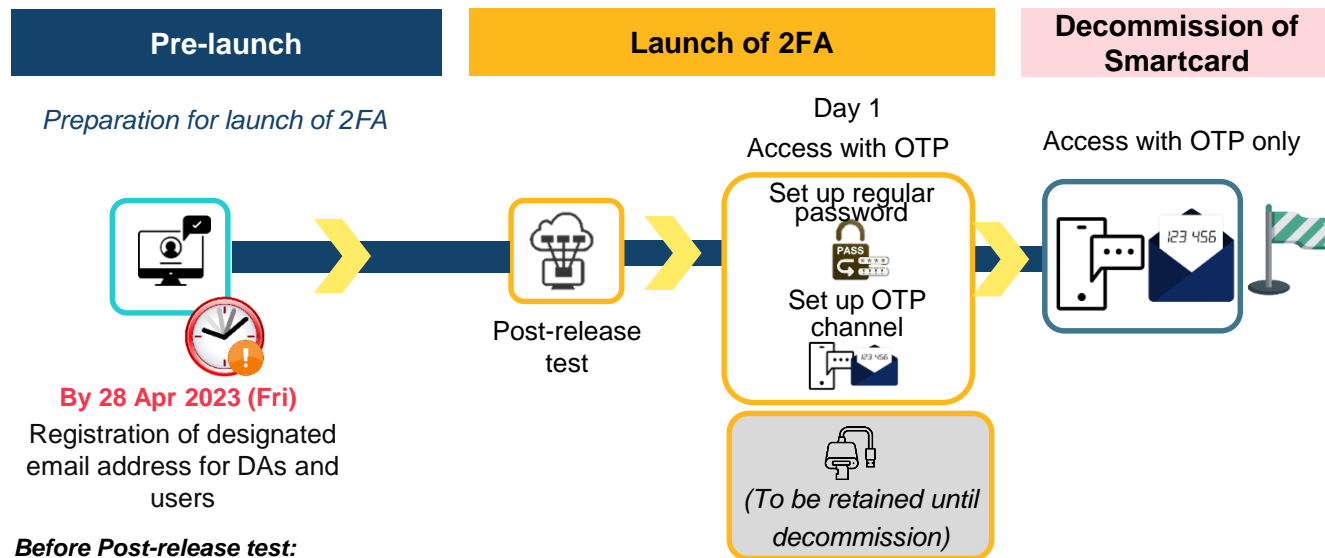 Pre-launch
Launch of 2FA
Decommission of
Smartcard
Preparation for launch of 2FA
By 28 Apr 2023 (Fri)
Registration of designated
email address for DAs and
users
Before Post-release test:
Post-release
test
Day 1
Access with OTP
Set up regular
password
PASS
****
****
Set up OTP
channel
123 456
(To be retained until
decommission)
Access with OTP only
123 456